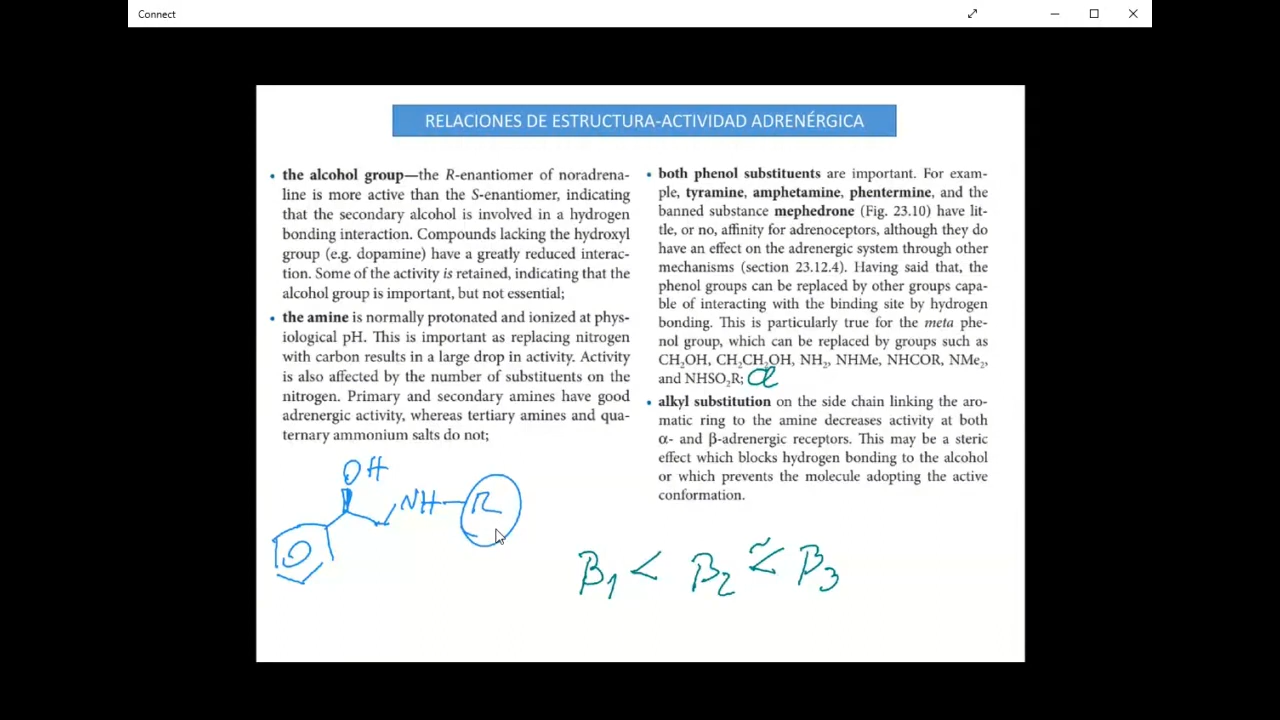 Connect
RELACIONES DE ESTRUCTURA-ACTIVIDAD ADRENÉRGICA
• the alcohol group—the R-enantiomer of noradrena-
line is more active than the S-enantiomer, indicating
that the secondary alcohol is involved in a hydrogen
bonding interaction. Compounds lacking the hydroxyl
group (e.g. dopamine) have a greatly reduced interac-
tion. Some of the activity is retained, indicating that the
alcohol group is important, but not essential;
• the amine is normally protonated and ionized at phys-
iological pH. This is important as replacing nitrogen
with carbon results in a large drop in activity. Activity
is also affected by the number of substituents on the
nitrogen. Primary and secondary amines have good
adrenergic activity, whereas tertiary amines and qua-
ternary ammonium salts do not;
OH
NH-R
• both phenol substituents are important. For exam-
ple, tyramine, amphetamine, phentermine, and the
banned substance mephedrone (Fig. 23.10) have lit-
tle, or no, affinity for adrenoceptors, although they do
have an effect on the adrenergic system through other
mechanisms (section 23.12.4). Having said that, the
phenol groups can be replaced by other groups capa-
ble of interacting with the binding site by hydrogen
bonding. This is particularly true for the meta phe-
nol group, which can be replaced by groups such as
CH₂OH, CH₂CH₂OH, NH₂, NHMe, NHCOR, NMe₂,
and NHSO₂R;
• alkyl substitution on the side chain linking the aro-
matic ring to the amine decreases activity at both
α- and β-adrenergic receptors. This may be a steric
effect which blocks hydrogen bonding to the alcohol
or which prevents the molecule adopting the active
conformation.
β₁ < β₂ ≲ β₃